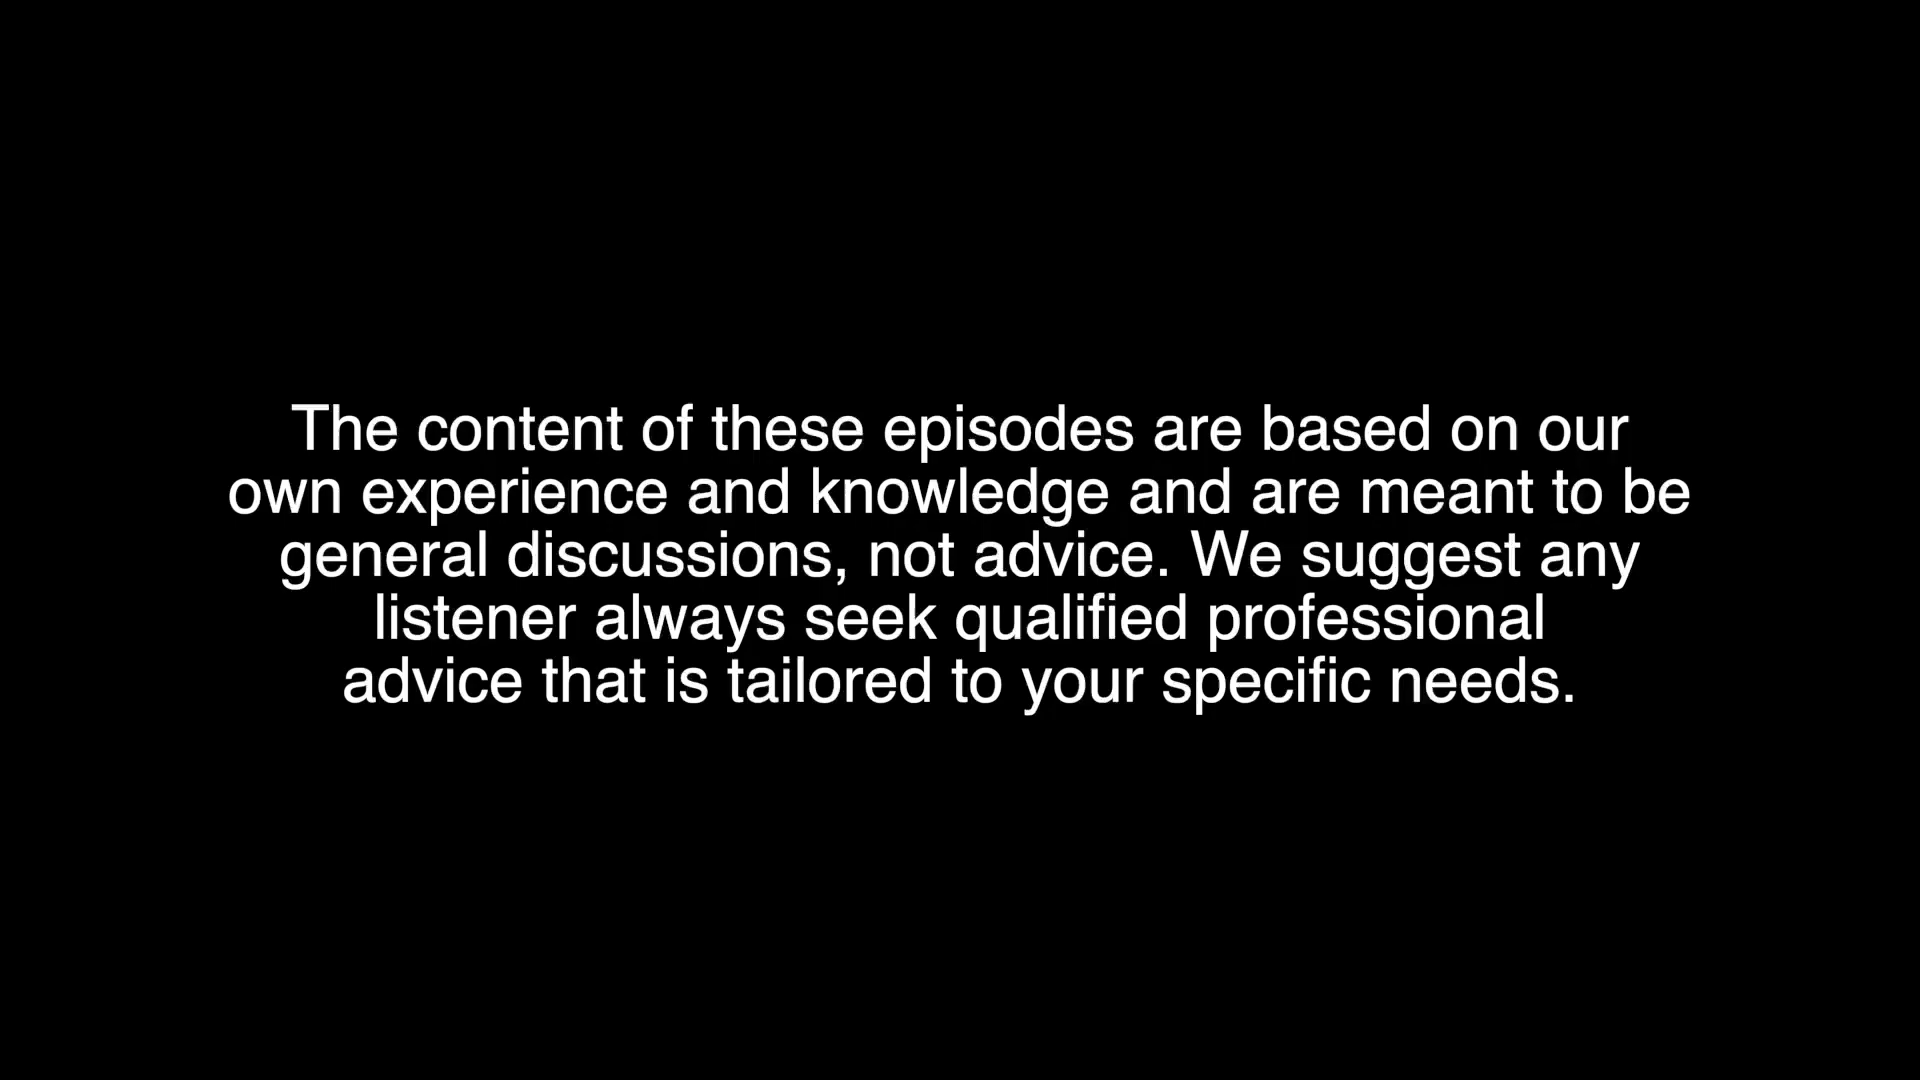 The content of these episodes are based on our
own experience and knowledge and are meant to be
general discussions, not advice. We suggest any
listener always seek qualified professional
advice that is tailored to your specific needs.